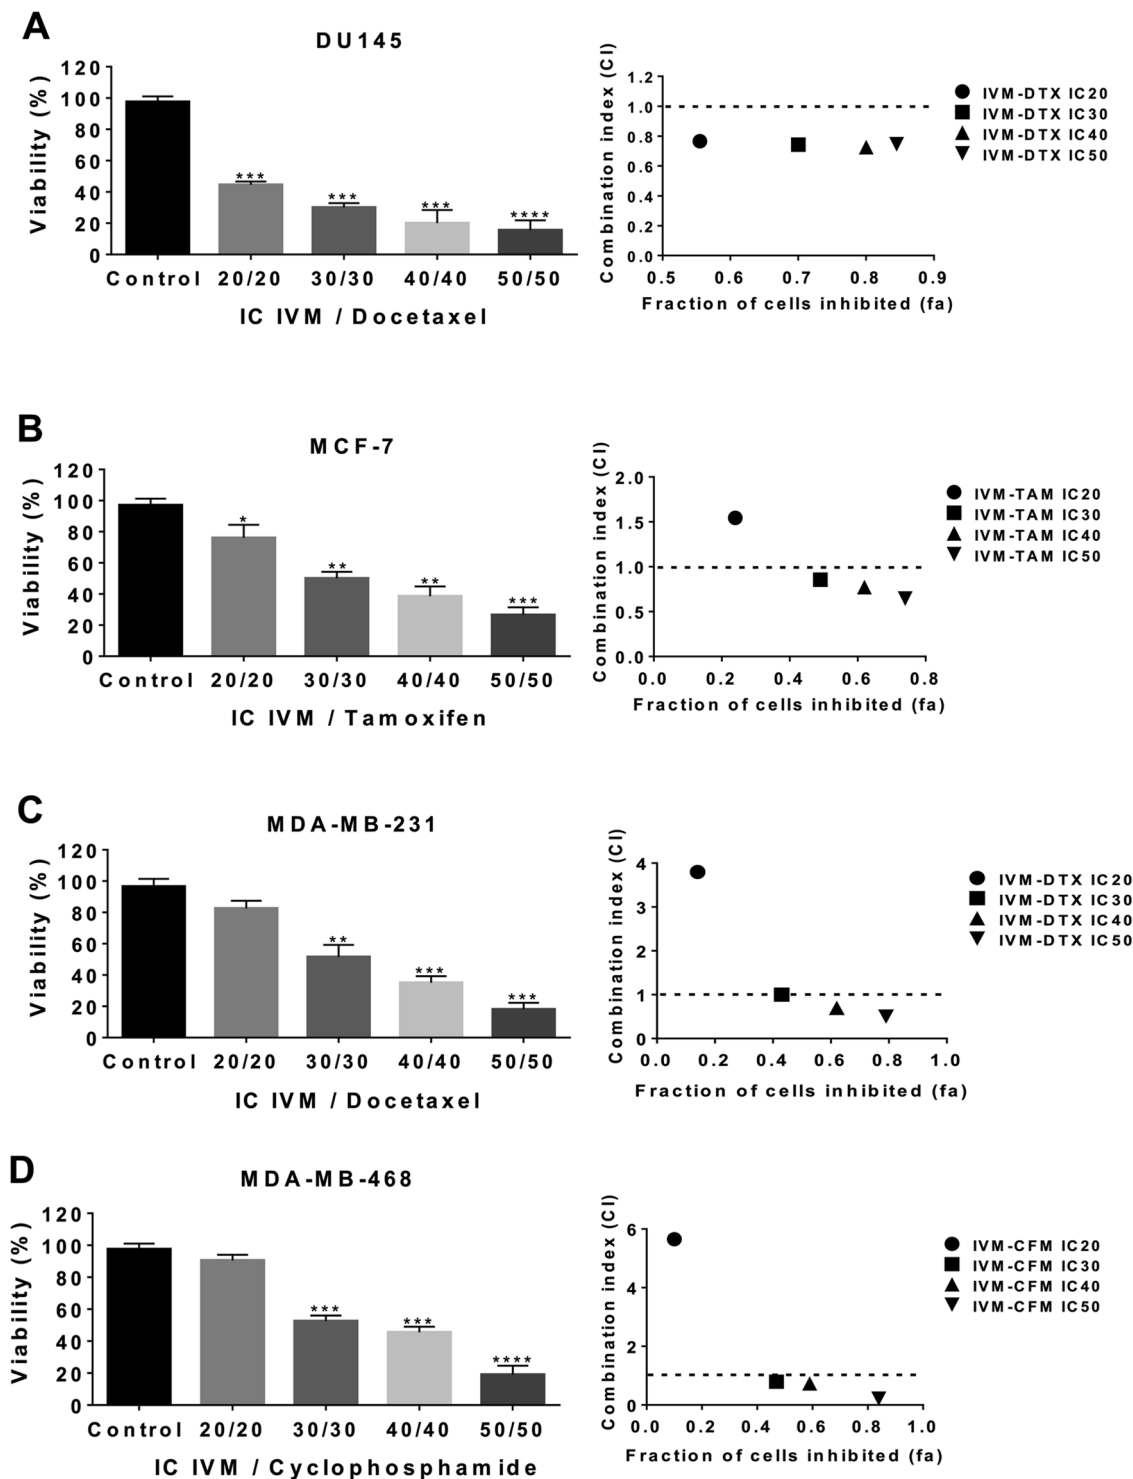 A
DU145
Viability (%)
120
100
80
60
40
20
0
***
***
***
****
Control 20/20 30/30 40/40 50/50
IC IVM / Docetaxel
Combination index (CI)
1.2
1.0
0.8
0.6
0.4
0.2
0.0
0.5 0.6 0.7 0.8 0.9
Fraction of cells inhibited (fa)
IVM-DTX IC20
IVM-DTX IC30
IVM-DTX IC40
IVM-DTX IC50
B
MCF-7
Viability (%)
120
100
80
60
40
20
0
*
**
**
***
Control 20/20 30/30 40/40 50/50
IC IVM / Tamoxifen
Combination index (CI)
2.0
1.5
1.0
0.5
0.0
0.0 0.2 0.4 0.6 0.8
Fraction of cells inhibited (fa)
IVM-TAM IC20
IVM-TAM IC30
IVM-TAM IC40
IVM-TAM IC50
C
MDA-MB-231
Viability (%)
120
100
80
60
40
20
0
**
***
***
Control 20/20 30/30 40/40 50/50
IC IVM / Docetaxel
Combination index (CI)
4
3
2
1
0
0.0 0.2 0.4 0.6 0.8 1.0
Fraction of cells inhibited (fa)
IVM-DTX IC20
IVM-DTX IC30
IVM-DTX IC40
IVM-DTX IC50
D
MDA-MB-468
Viability (%)
120
100
80
60
40
20
0
***
***
****
Control 20/20 30/30 40/40 50/50
IC IVM / Cyclophosphamide
Combination index (CI)
6
4
2
0
0.0 0.2 0.4 0.6 0.8 1.0
Fraction of cells inhibited (fa)
IVM-CFM IC20
IVM-CFM IC30
IVM-CFM IC40
IVM-CFM IC50